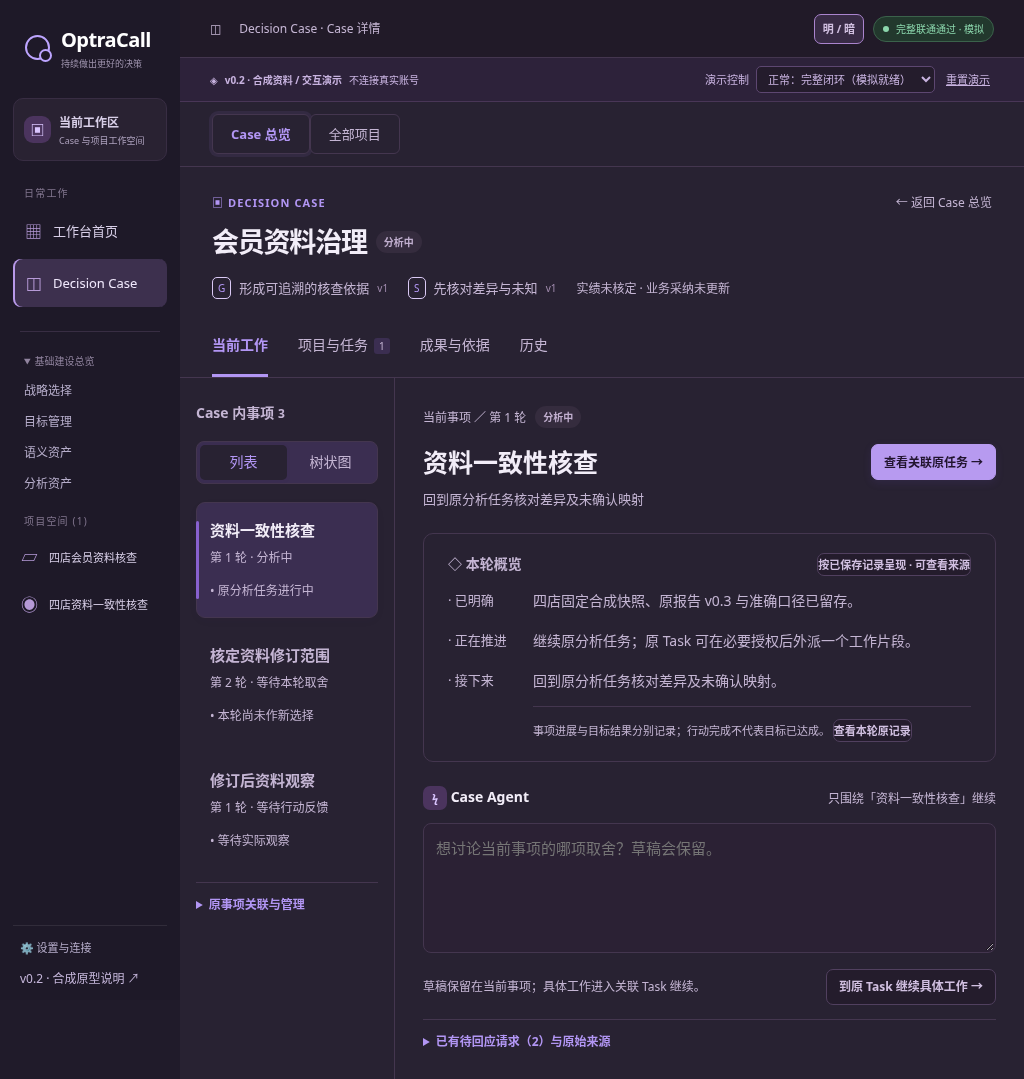 OptraCall
持续做出更好的决策
当前工作区
Case 与项目工作空间
日常工作
工作台首页
Decision Case
▼ 基础建设总览
战略选择
目标管理
语义资产
分析资产
项目空间 (1)
四店会员资料核查
四店资料一致性核查
设置与连接
v0.2 · 合成原型说明 ↗
Decision Case · Case 详情
明 / 暗
完整联通通过 · 模拟
v0.2 · 合成资料 / 交互演示 不连接真实账号
演示控制 正常：完整闭环（模拟就绪） 重置演示
Case 总览
全部项目
DECISION CASE
← 返回 Case 总览
会员资料治理 分析中
G 形成可追溯的核查依据 v1 S 先核对差异与未知 v1 实绩未核定 · 业务采纳未更新
当前工作 项目与任务 1 成果与依据 历史
Case 内事项 3
列表 树状图
资料一致性核查
第 1 轮 · 分析中
• 原分析任务进行中
核定资料修订范围
第 2 轮 · 等待本轮取舍
• 本轮尚未作新选择
修订后资料观察
第 1 轮 · 等待行动反馈
• 等待实际观察
▶ 原事项关联与管理
当前事项 ／ 第 1 轮 分析中
资料一致性核查
查看关联原任务 →
回到原分析任务核对差异及未确认映射
◇ 本轮概览
按已保存记录呈现 · 可查看来源
· 已明确 四店固定合成快照、原报告 v0.3 与准确口径已留存。
· 正在推进 继续原分析任务；原 Task 可在必要授权后外派一个工作片段。
· 接下来 回到原分析任务核对差异及未确认映射。
事项进展与目标结果分别记录；行动完成不代表目标已达成。 查看本轮原记录
Case Agent
只围绕「资料一致性核查」继续
想讨论当前事项的哪项取舍？草稿会保留。
草稿保留在当前事项；具体工作进入关联 Task 继续。
到原 Task 继续具体工作 →
▶ 已有待回应请求（2）与原始来源